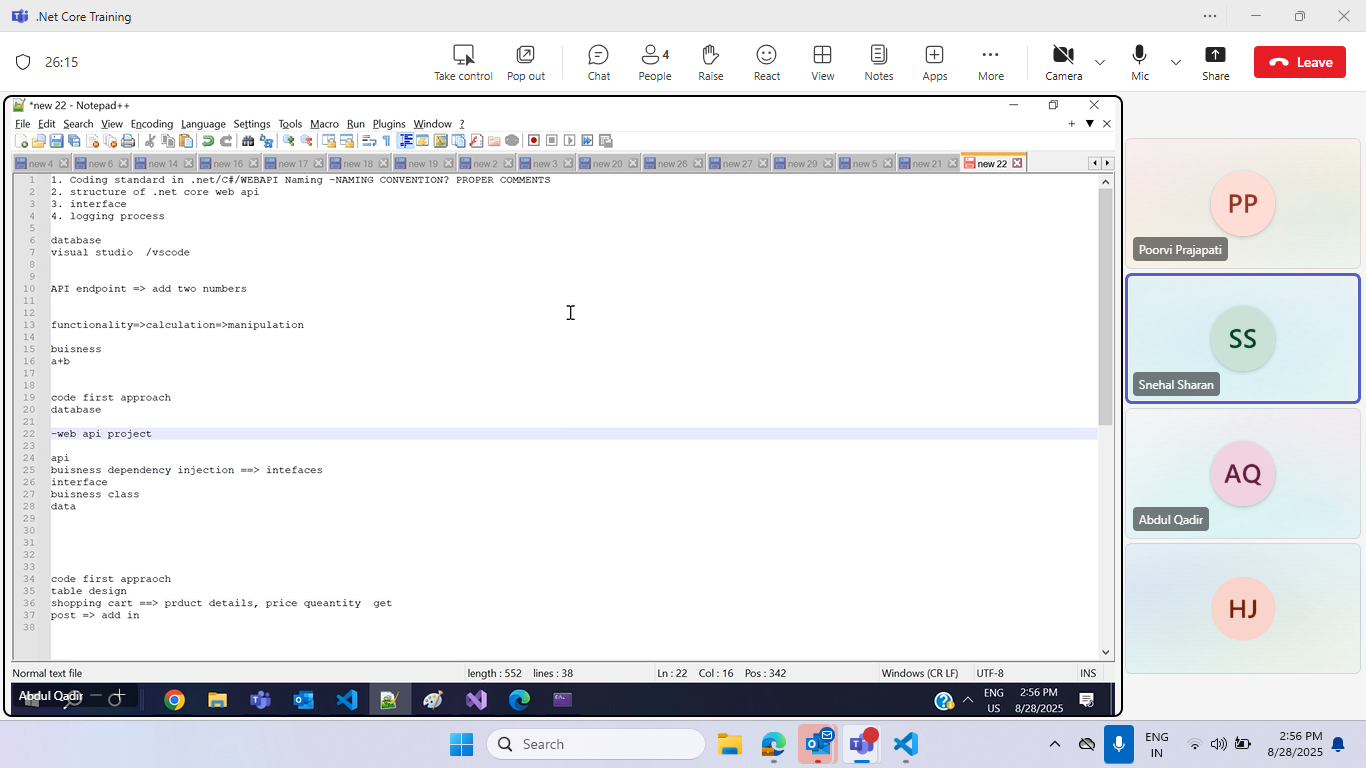 .Net Core Training
26:15
Take control
Pop out
Chat
4
People
Raise
React
View
Notes
Apps
More
Camera
Mic
Share
Leave
*new 22 - Notepad++
File Edit Search View Encoding Language Settings Tools Macro Run Plugins Window ?
new 4 new 6 new 14 new 16 new 17 new 18 new 19 new 2 new 3 new 20 new 26 new 27 new 29 new 5 new 21 new 22
1 1. Coding standard in .net/C#/WEBAPI Naming -NAMING CONVENTION? PROPER COMMENTS
2 2. structure of .net core web api
3 3. interface
4 4. logging process
5
6 database
7 visual studio  /vscode
8
9
10 API endpoint => add two numbers
11
12
13 functionality=>calculation=>manipulation
14
15 buisness
16 a+b
17
18
19 code first approach
20 database
21
22 -web api project
23
24 api
25 buisness dependency injection ==> intefaces
26 interface
27 buisness class
28 data
29
30
31
32
33
34 code first appraoch
35 table design
36 shopping cart ==> prduct details, price queantity  get
37 post => add in
38
Normal text file
length : 552 lines : 38
Ln : 22 Col : 16 Pos : 342
Windows (CR LF)
UTF-8
INS
Abdul Qadir
ENG
US
2:56 PM
8/28/2025
PP
Poorvi Prajapati
SS
Snehal Sharan
AQ
Abdul Qadir
HJ
Search
ENG
IN
2:56 PM
8/28/2025